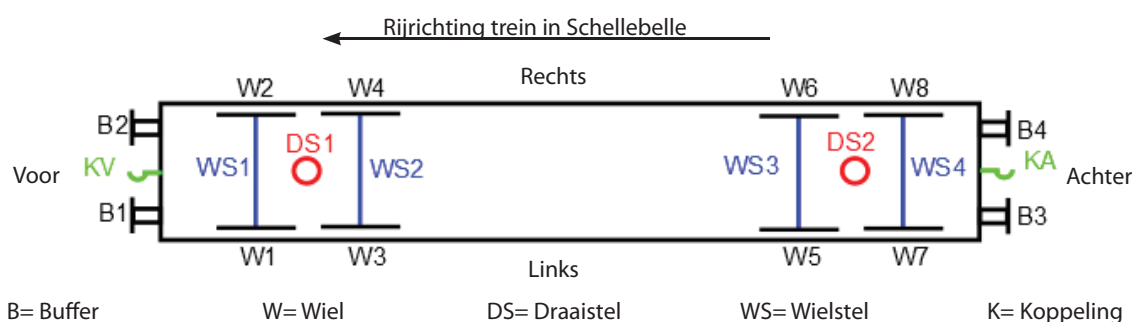 Rijrichting trein in Schellebelle
Rechts
W2 W4 W6 W8
B2 B4
DS1 DS2
Voor KV WS1 WS2 WS3 WS4 KA Achter
B1 B3
W1 W3 W5 W7
Links
B= Buffer W= Wiel DS= Draaistel WS= Wielstel K= Koppeling